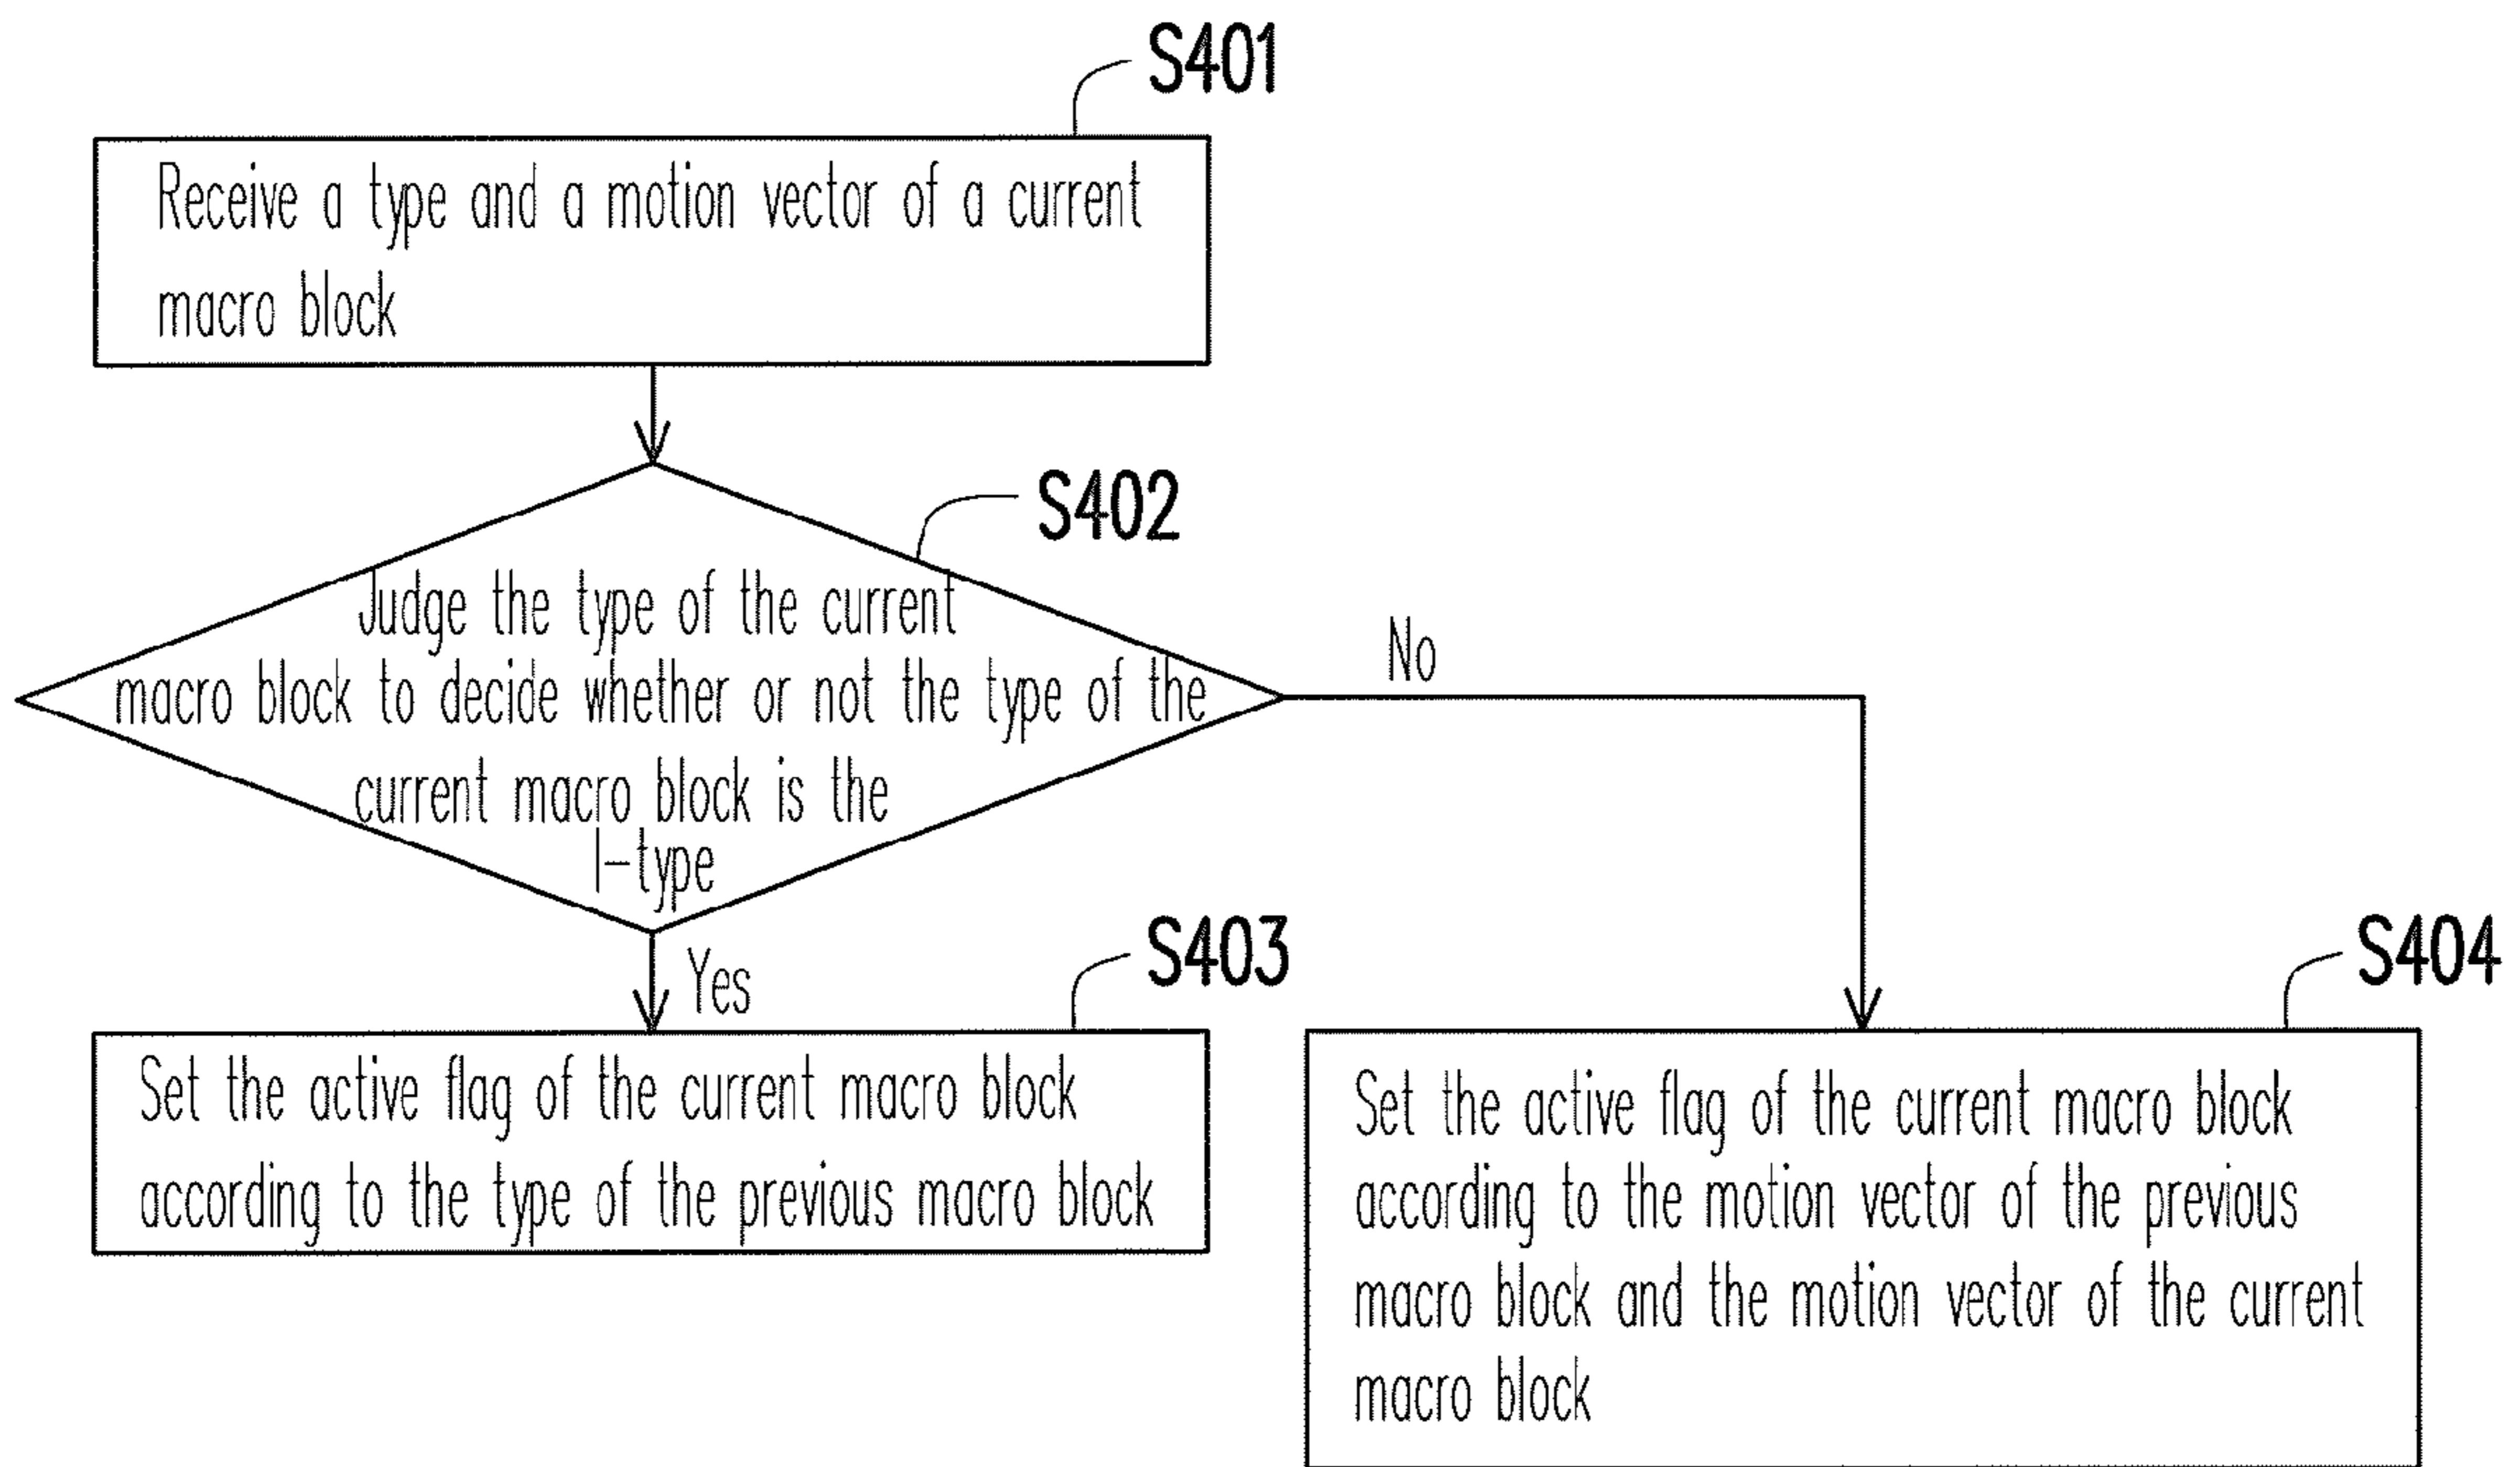 S401
Receive a type and a motion vector of a current
macro block
S402
Judge the type of the current
macro block to decide whether or not the type of the
current macro block is the
I-type
No
Yes
S403
Set the active flag of the current macro block
according to the type of the previous macro block
S404
Set the active flag of the current macro block
according to the motion vector of the previous
macro block and the motion vector of the current
macro block